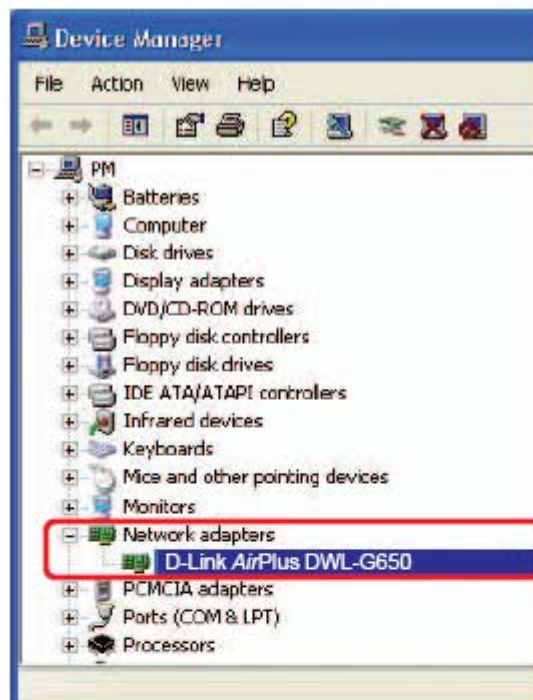 Device Manager
File Action View Help
PM
Batteries
Computer
Disk drives
Display adapters
DVD/CD-ROM drives
Floppy disk controllers
Floppy disk drives
IDE ATA/ATAPI controllers
Infrared devices
Keyboards
Mice and other pointing devices
Monitors
Network adapters
D-Link AirPlus DWL-G650
PCMCIA adapters
Ports (COM & LPT)
Processors